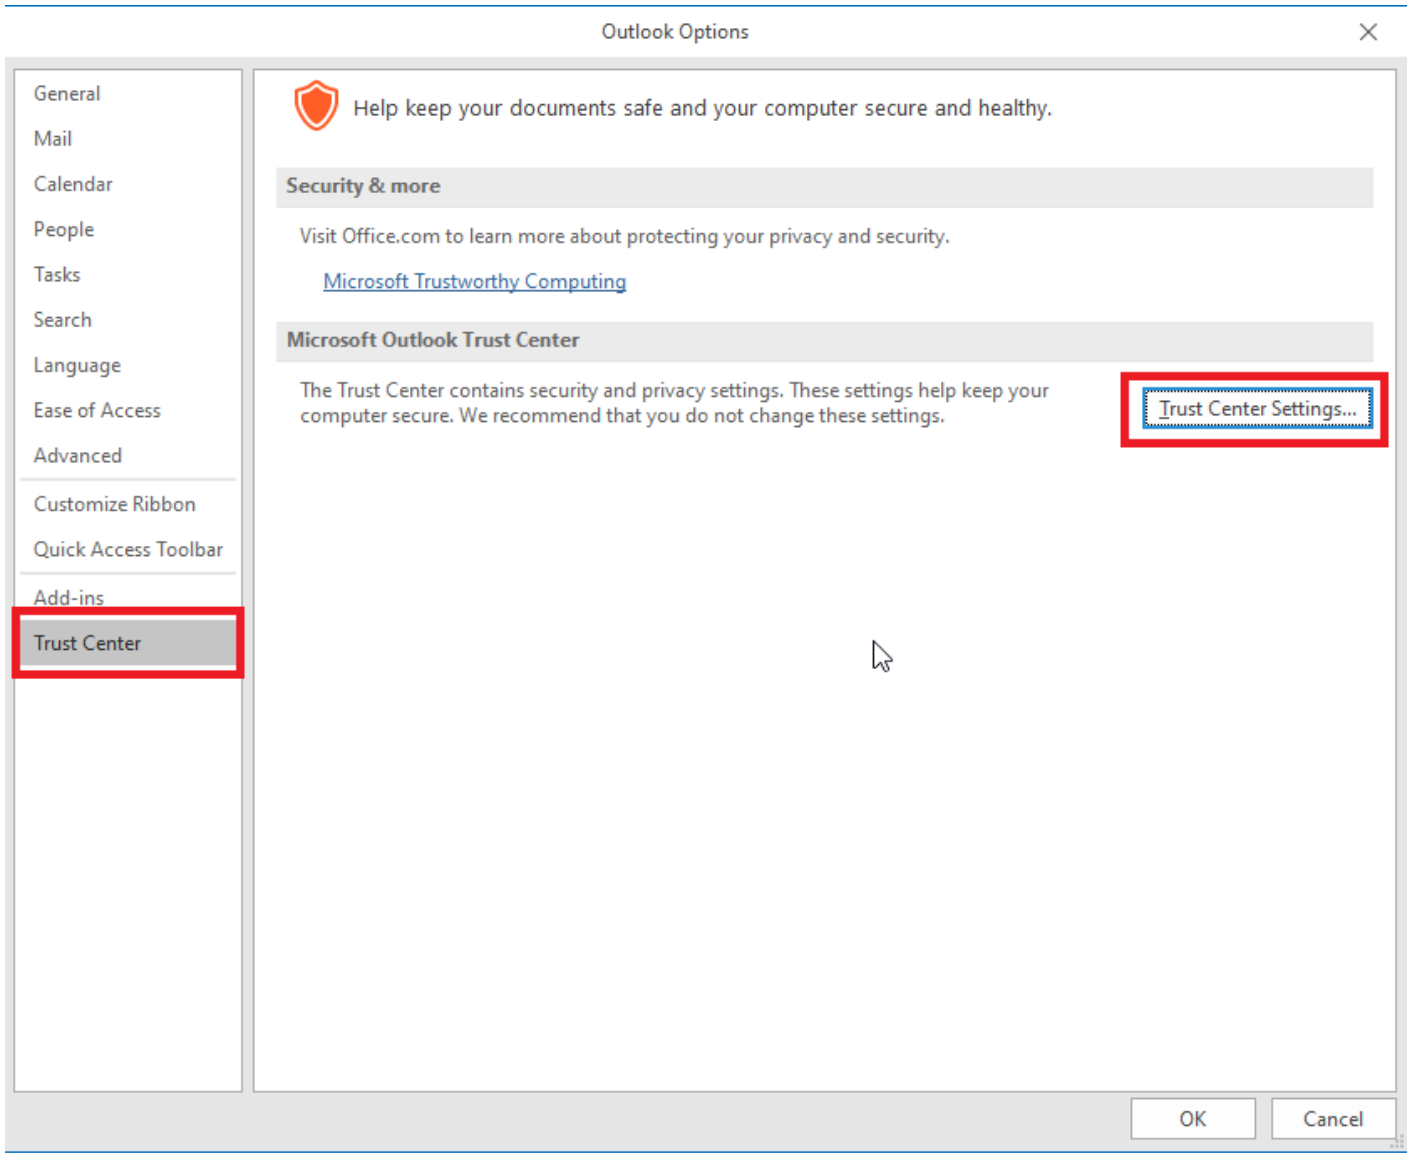 Outlook Options
General
Mail
Calendar
People
Tasks
Search
Language
Ease of Access
Advanced
Customize Ribbon
Quick Access Toolbar
Add-ins
Trust Center
Help keep your documents safe and your computer secure and healthy.
Security & more
Visit Office.com to learn more about protecting your privacy and security.
Microsoft Trustworthy Computing
Microsoft Outlook Trust Center
The Trust Center contains security and privacy settings. These settings help keep your
computer secure. We recommend that you do not change these settings.
Trust Center Settings...
OK
Cancel